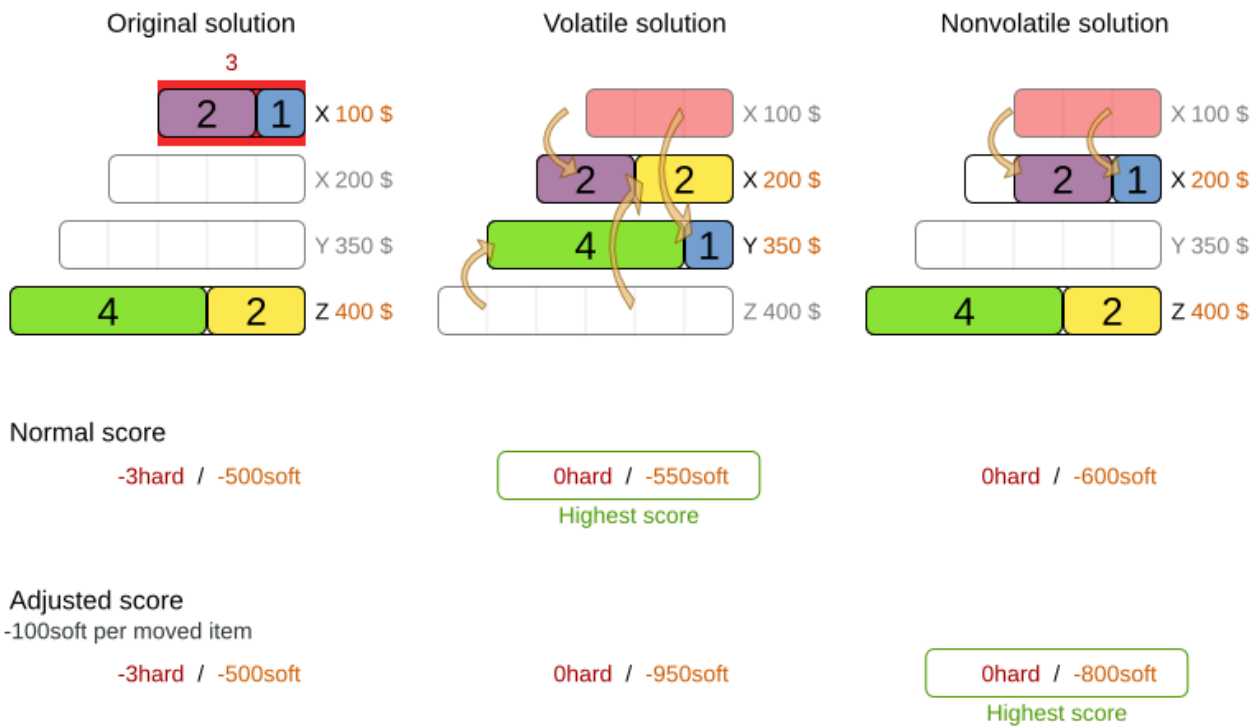 Original solution
Volatile solution
Nonvolatile solution
3
2 1 X 100 $
X 100 $
X 100 $
X 200 $
2 2 X 200 $
2 1 X 200 $
Y 350 $
4 1 Y 350 $
Y 350 $
4 2 Z 400 $
Z 400 $
4 2 Z 400 $
Normal score
-3hard / -500soft
0hard / -550soft
0hard / -600soft
Highest score
Adjusted score
-100soft per moved item
-3hard / -500soft
0hard / -950soft
0hard / -800soft
Highest score